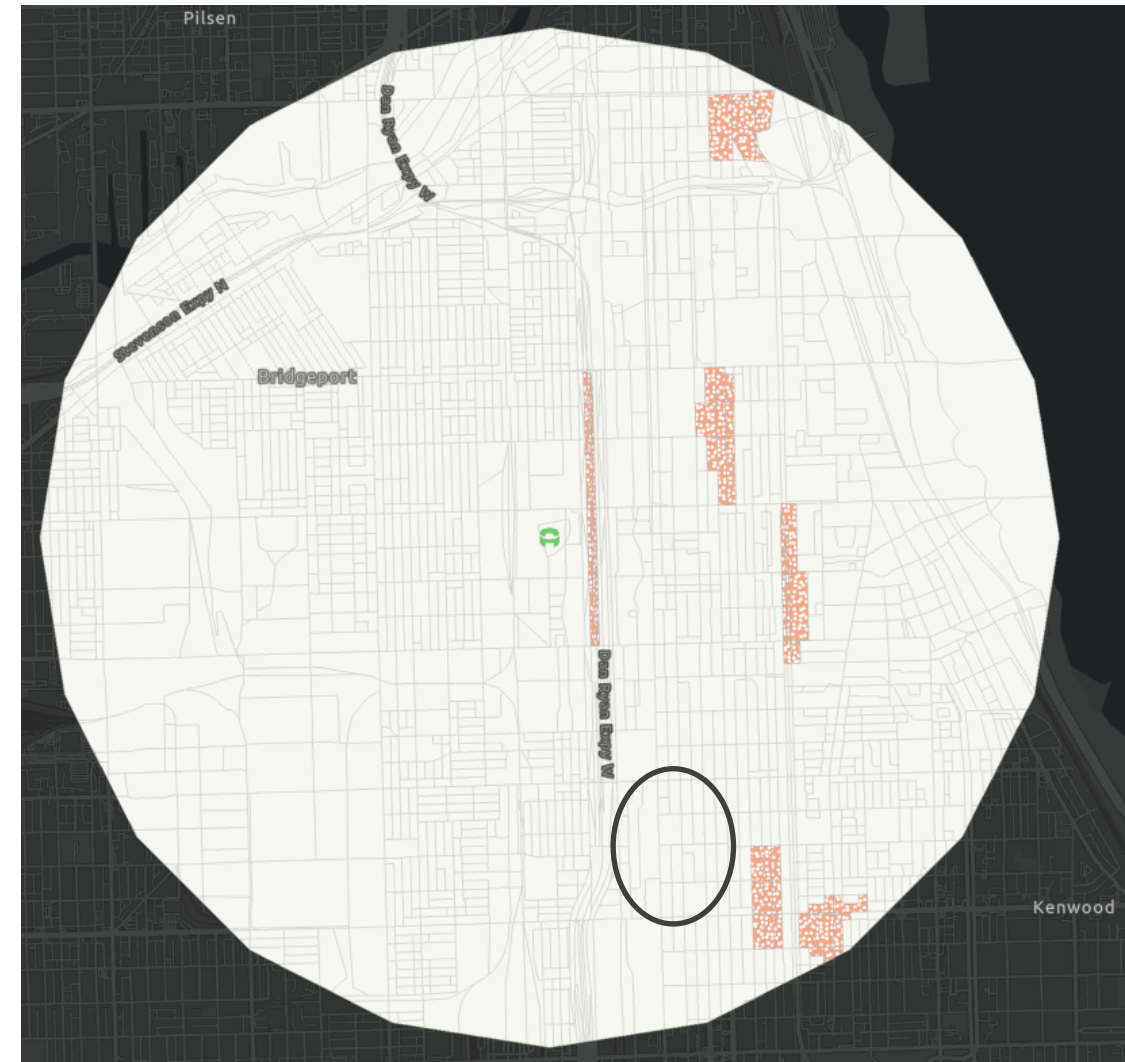 Pilsen
Dan Ryan Expy W
Stevenson Expy N
Bridgeport
Dan Ryan Expy W
Kenwood